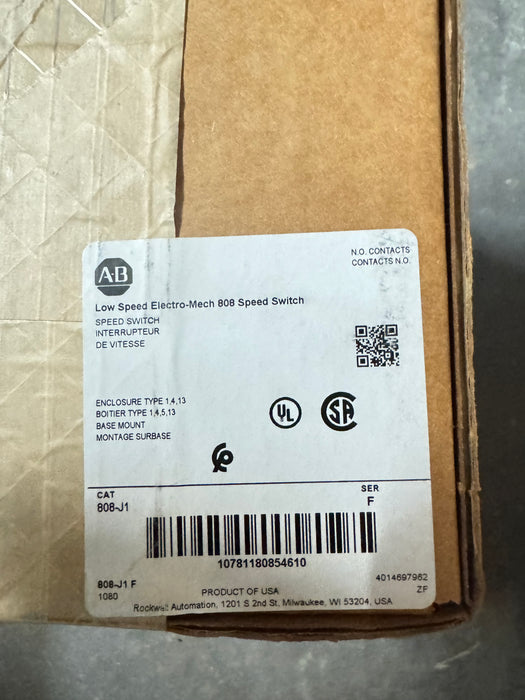 A-B
N.O. CONTACTS
CONTACTS N.O.
Low Speed Electro-Mech 808 Speed Switch
SPEED SWITCH
INTERRUPTEUR
DE VITESSE
ENCLOSURE TYPE 1,4,13
BOITIER TYPE 1,4,5,13
BASE MOUNT
MONTAGE SURBASE
UL
SA
CAT
808-J1
SER
F
10781180854610
808-J1 F
1080
4014697962
ZF
PRODUCT OF USA
Rockwell Automation, 1201 S 2nd St, Milwaukee, WI 53204, USA